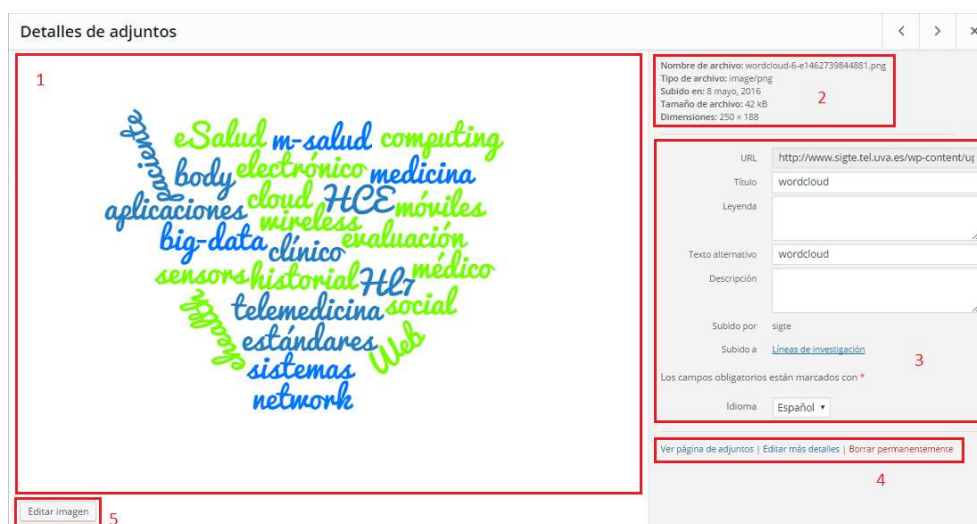 Detalles de adjuntos
1
paciente
eSalud m-salud computing
body electrónico medicina
aplicaciones cloud HCE móviles
wireless
big-data clínico evaluación
sensors historial HL7 médico
telemedicina social
health estándares Web
sistemas
network
Nombre de archivo: wordcloud-6-e1462739844881.png
Tipo de archivo: image/png
Subido en: 8 mayo, 2016
Tamaño de archivo: 42 kB
Dimensiones: 250 × 188
2
URL http://www.sigte.tel.uva.es/wp-content/up
Título wordcloud
Leyenda
Texto alternativo wordcloud
Descripción
Subido por sigte
Subido a Líneas de investigación
3
Los campos obligatorios están marcados con *
Idioma Español
Ver página de adjuntos | Editar más detalles | Borrar permanentemente
4
Editar imagen
5